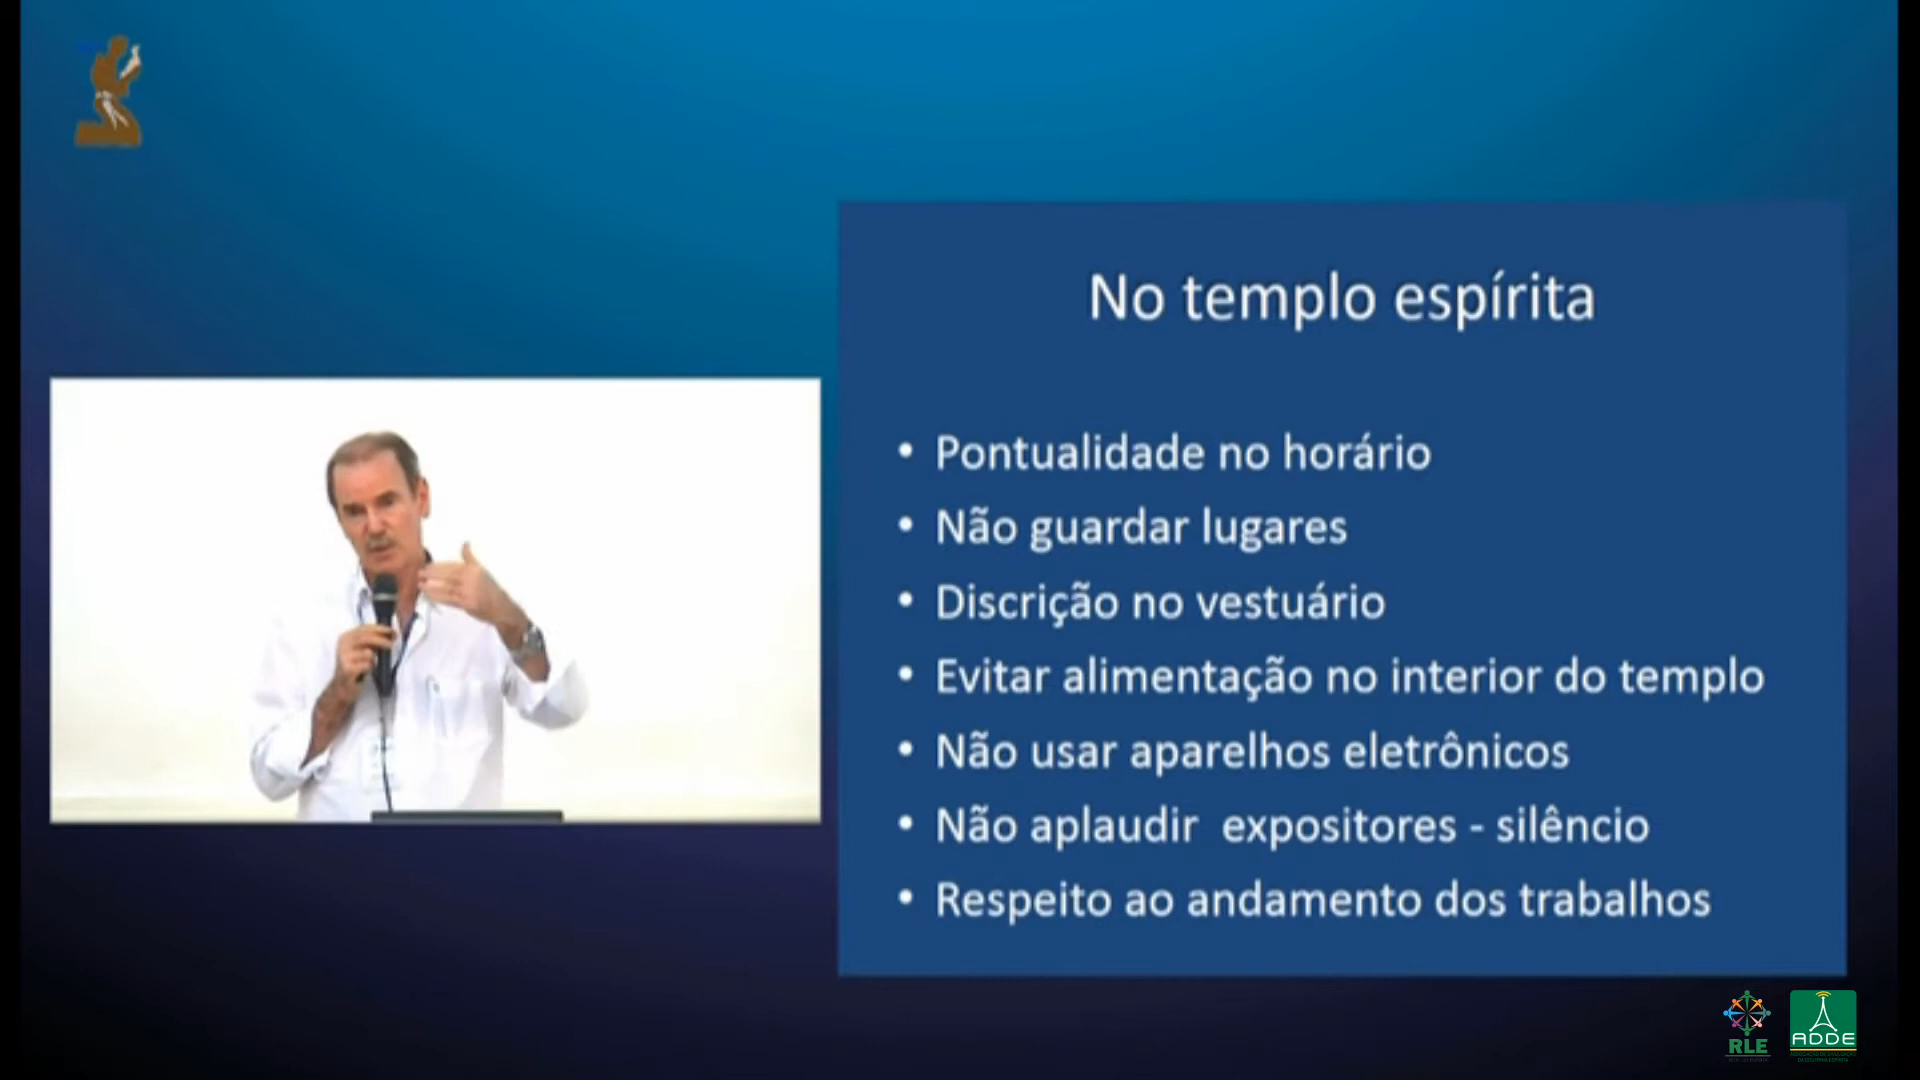 No templo espírita
• Pontualidade no horário
• Não guardar lugares
• Discrição no vestuário
• Evitar alimentação no interior do templo
• Não usar aparelhos eletrônicos
• Não aplaudir expositores - silêncio
• Respeito ao andamento dos trabalhos
RLE
ADDE